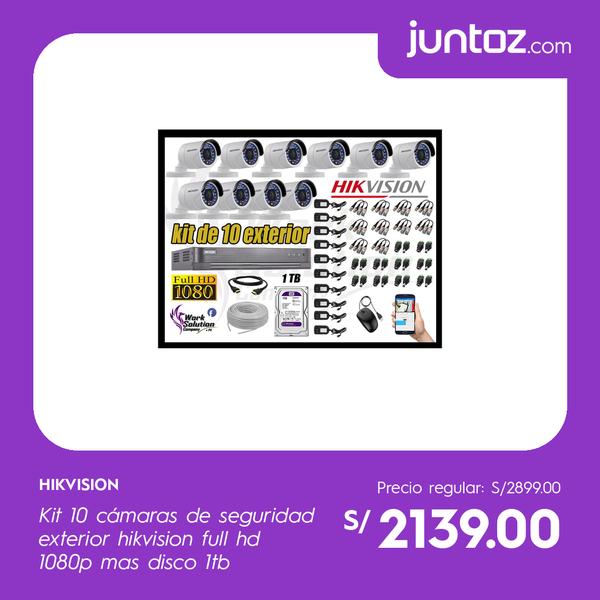 juntoz.com
HIKVISION
kit de 10 exterior
Full HD
1080
1 TB
Work
Solution
Company
HIKVISION
Precio regular: S/2899.00
Kit 10 cámaras de seguridad
exterior hikvision full hd
1080p mas disco 1tb
S/ 2139.00